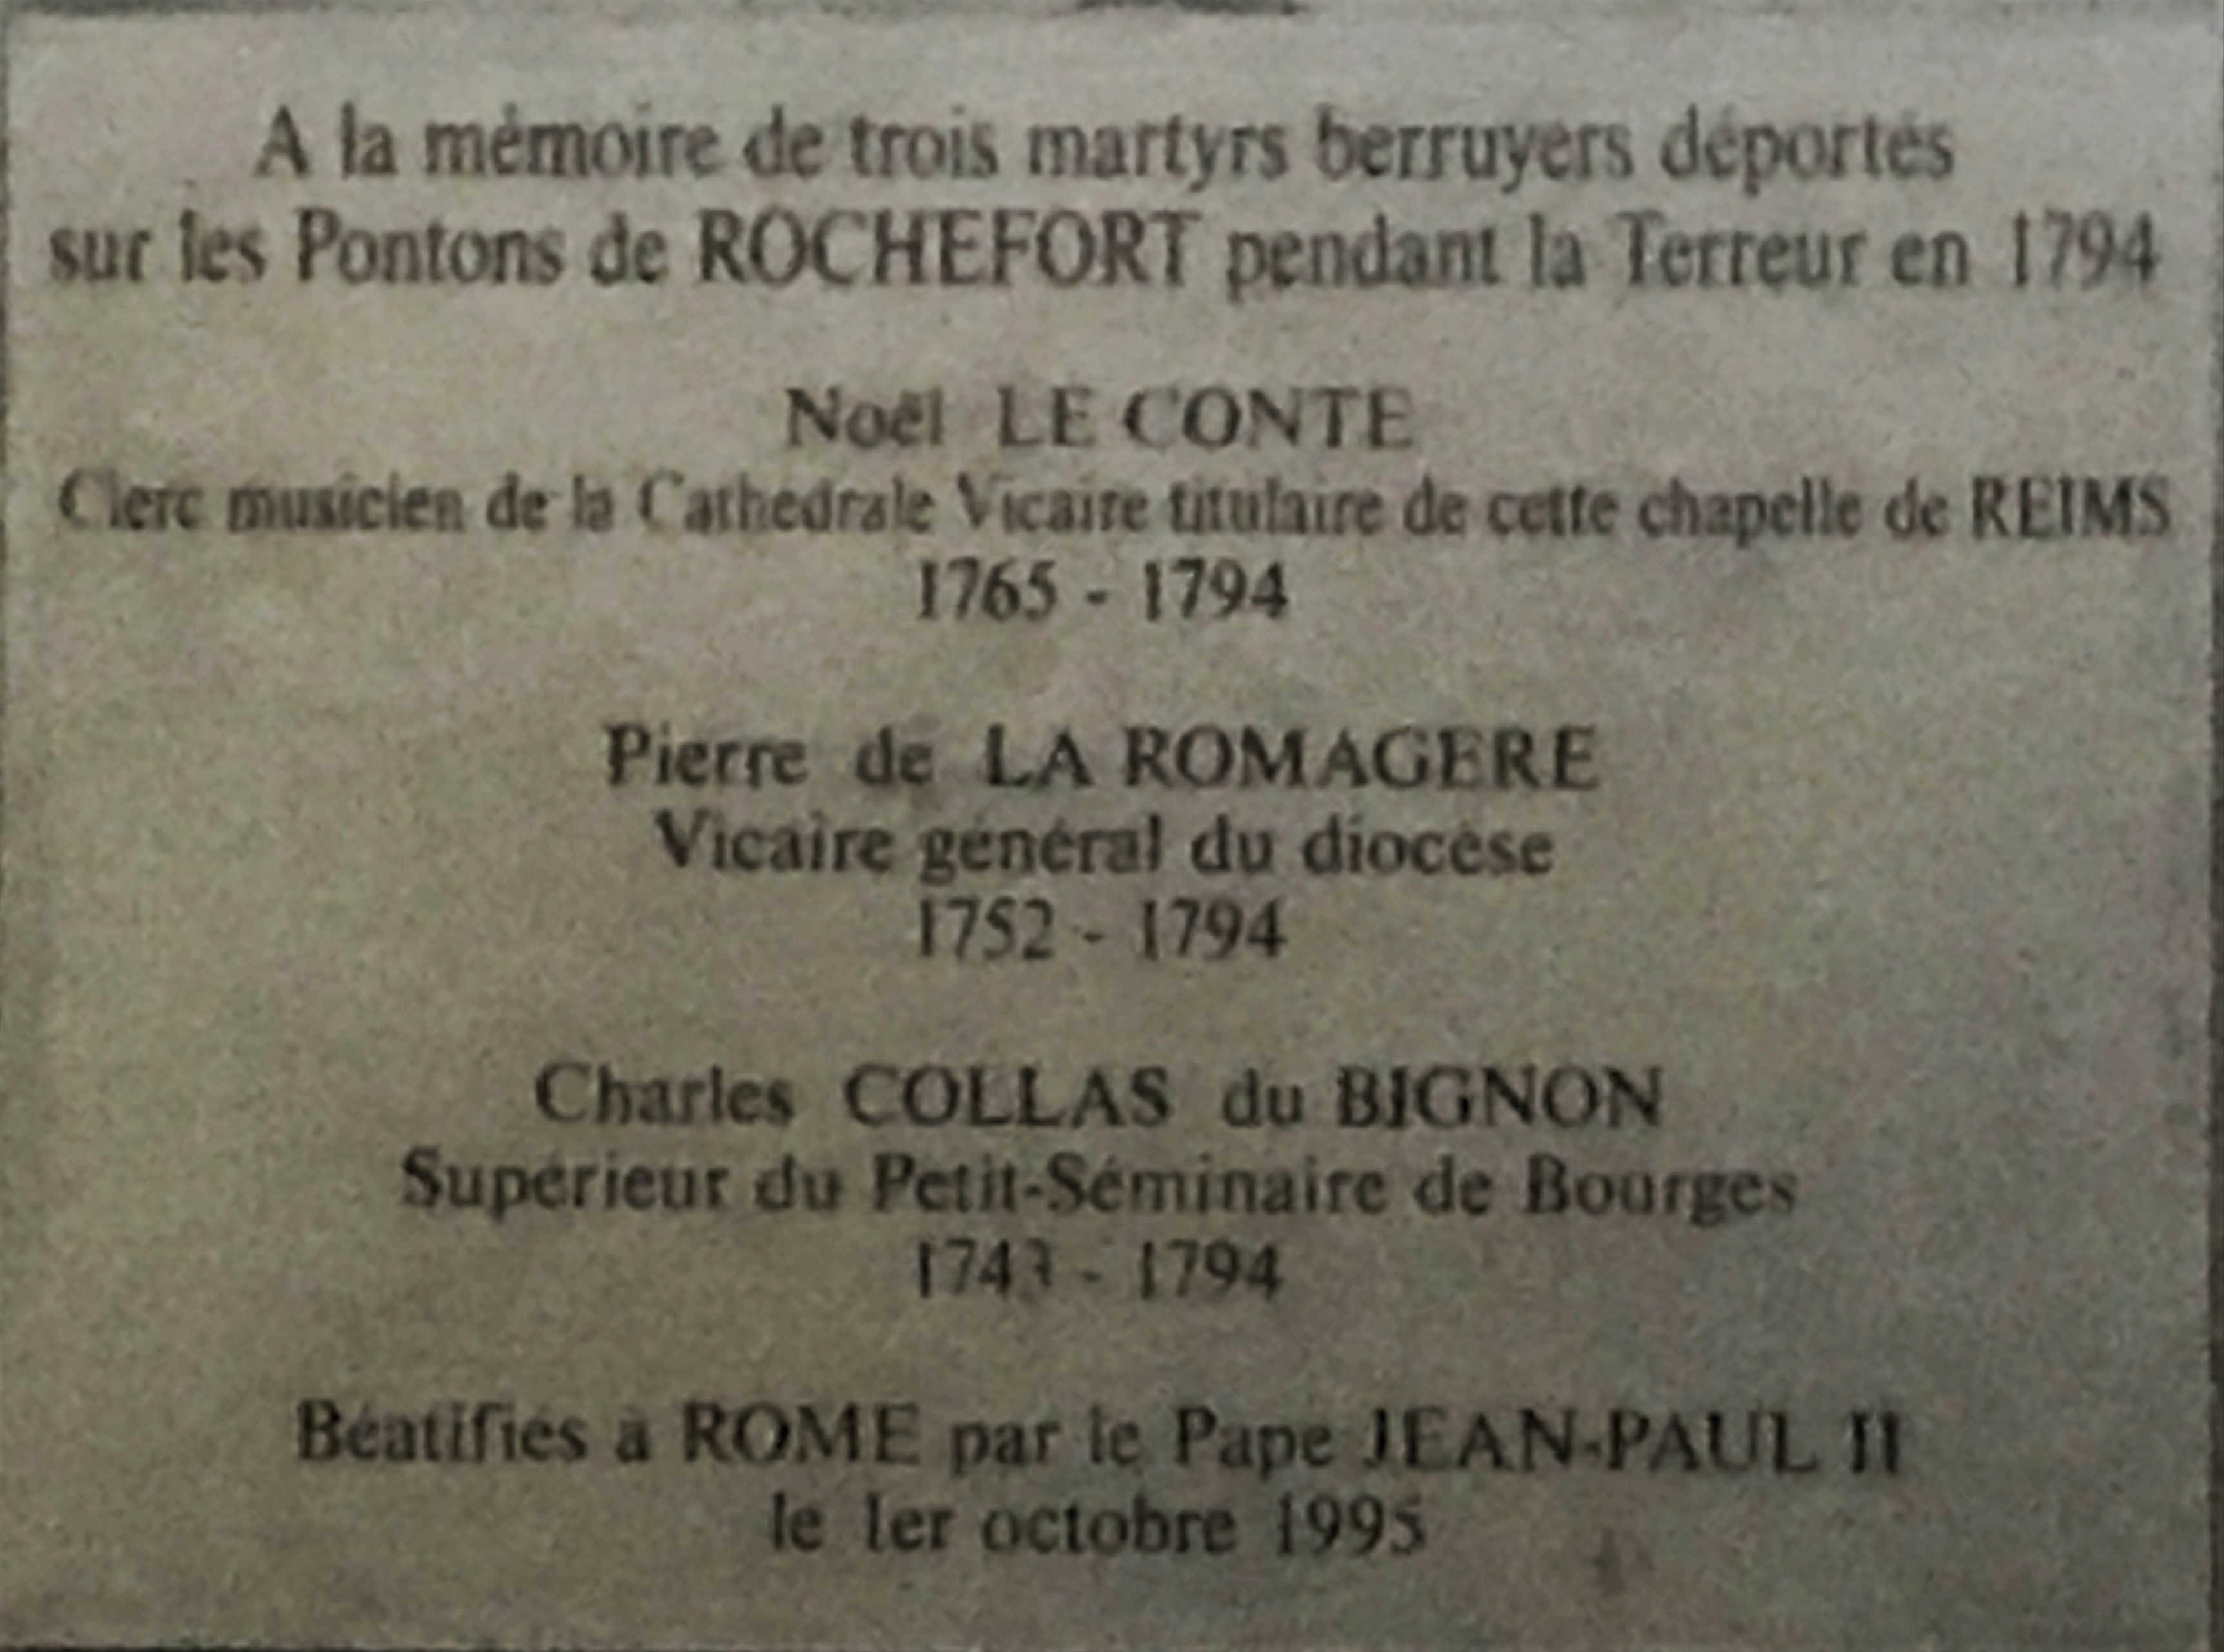 A la mémoire de trois martyrs berruyers déportés
sur les Pontons de ROCHEFORT pendant la Terreur en 1794
Noël LE CONTE
Clerc musicien de la Cathédrale Vicaire titulaire de cette chapelle de REIMS
1765 - 1794
Pierre de LA ROMAGERE
Vicaire général du diocèse
1752 - 1794
Charles COLLAS du BIGNON
Supérieur du Petit-Séminaire de Bourges
1743 - 1794
Béatifiés à ROME par le Pape JEAN-PAUL II
le 1er octobre 1995